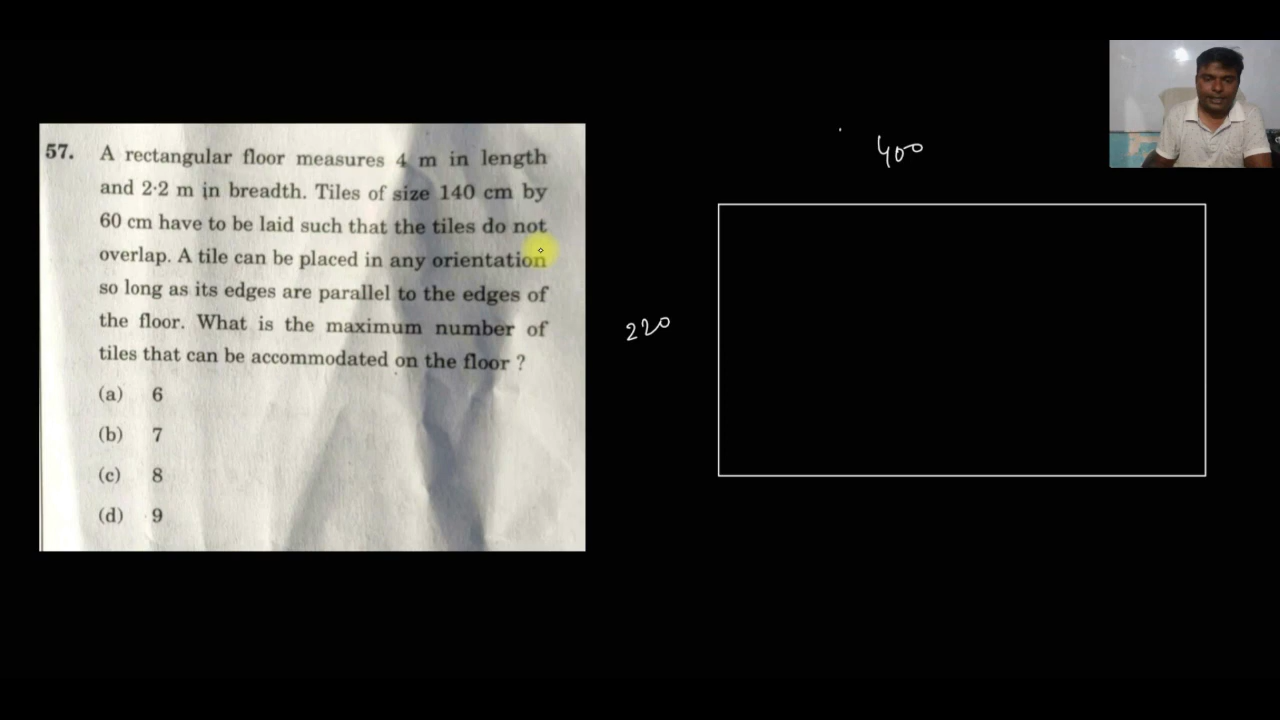 57. A rectangular floor measures 4 m in length
and 2·2 m in breadth. Tiles of size 140 cm by
60 cm have to be laid such that the tiles do not
overlap. A tile can be placed in any orientation
so long as its edges are parallel to the edges of
the floor. What is the maximum number of
tiles that can be accommodated on the floor ?
(a) 6
(b) 7
(c) 8
(d) 9
400
220